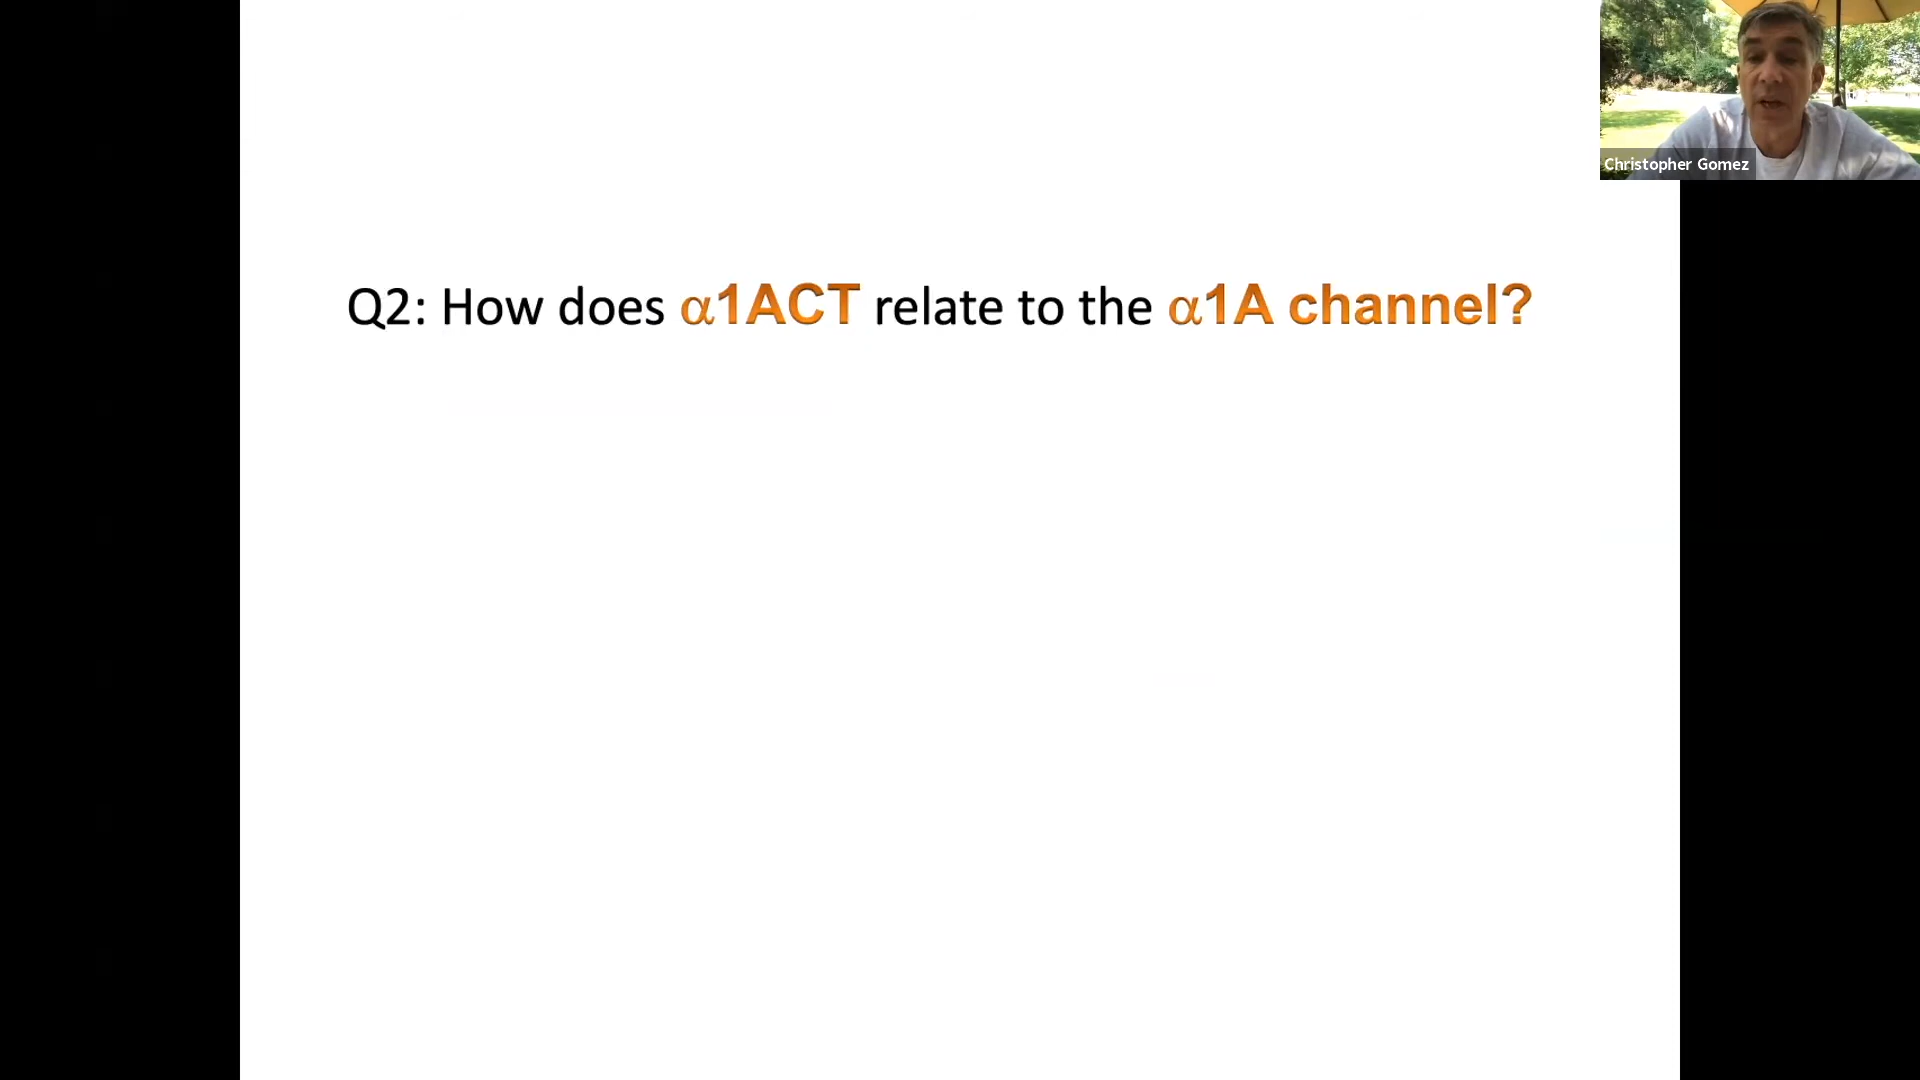 Christopher Gomez
Q2: How does α1ACT relate to the α1A channel?